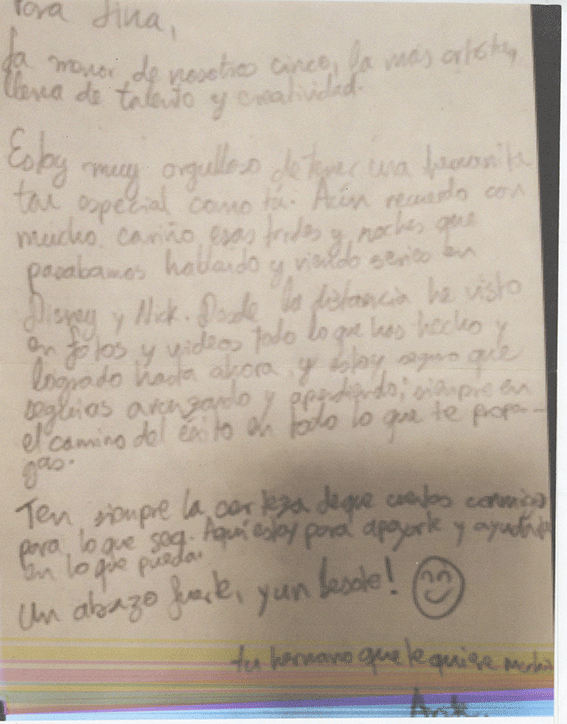 Para Lina,
La menor de nosotros cinco, la más artista,
llena de talento y creatividad.
Estoy muy orgulloso de tener una hermanita
tan especial como tú. Aún recuerdo con
mucho cariño esas tardes y noches que
pasabamos hablando y viendo series en
Disney y Nick. Desde la distancia he visto
en fotos y videos todo lo que has hecho y
logrado hasta ahora, y estoy seguro que
seguiras avanzando y aprendiendo; siempre en
el camino del éxito en todo lo que te propon-
gas.
Ten siempre la certeza de que cuentas conmigo
para lo que sea. Aquí estoy para apoyarte y ayudarte
en lo que pueda.
Un abrazo fuerte, y un besote!
tu hermano que te quiere mucho